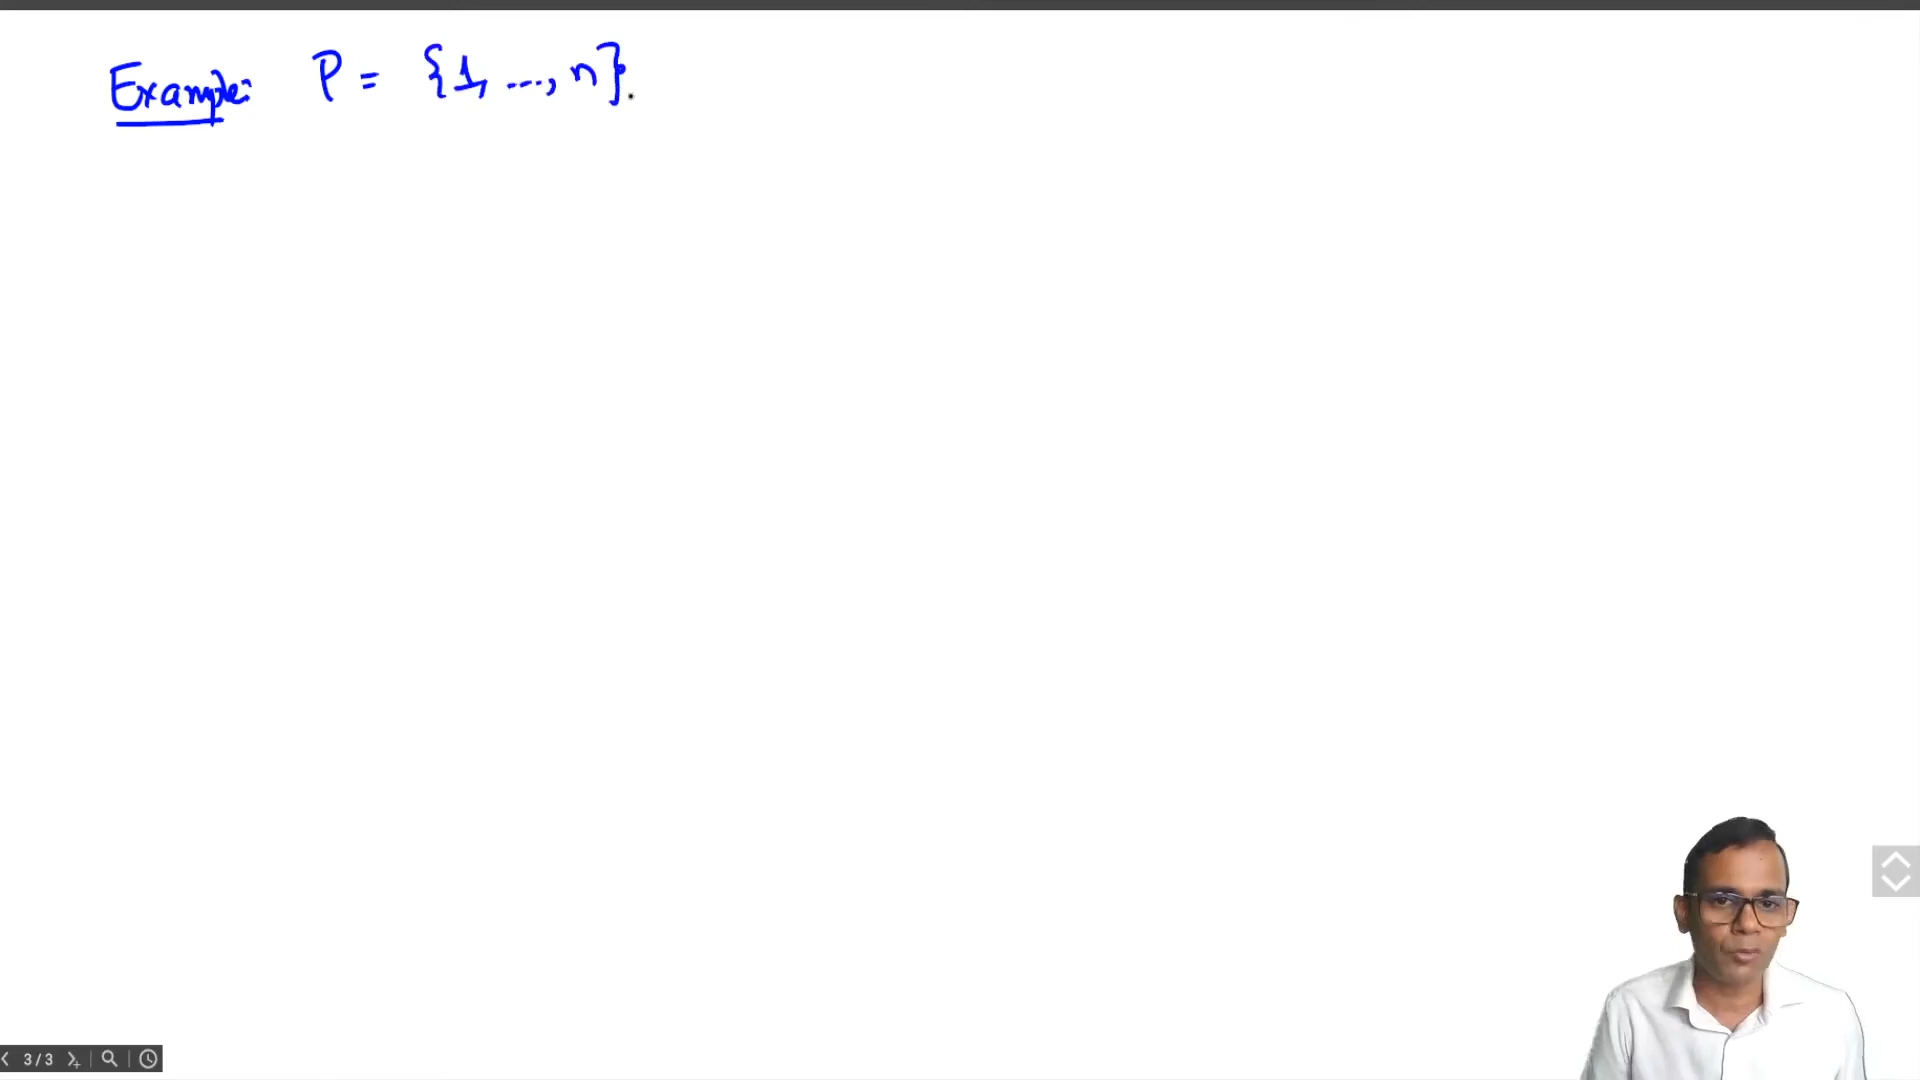 Example: P = {1, ..., n}.
3/3